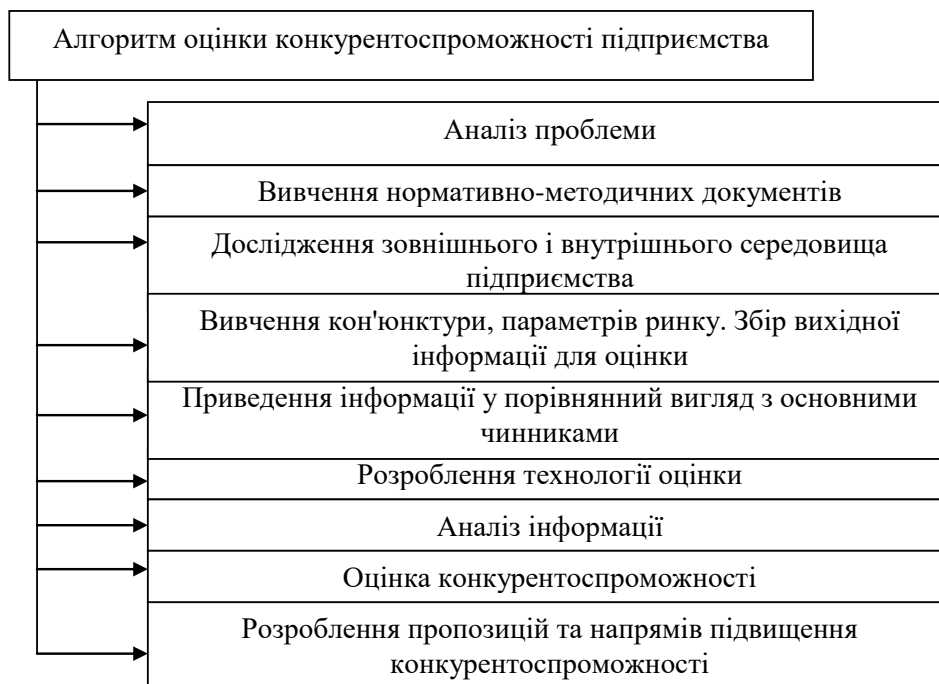 Алгоритм оцінки конкурентоспроможності підприємства
Аналіз проблеми
Вивчення нормативно-методичних документів
Дослідження зовнішнього і внутрішнього середовища
підприємства
Вивчення кон'юнктури, параметрів ринку. Збір вихідної
інформації для оцінки
Приведення інформації у порівнянний вигляд з основними
чинниками
Розроблення технології оцінки
Аналіз інформації
Оцінка конкурентоспроможності
Розроблення пропозицій та напрямів підвищення
конкурентоспроможності